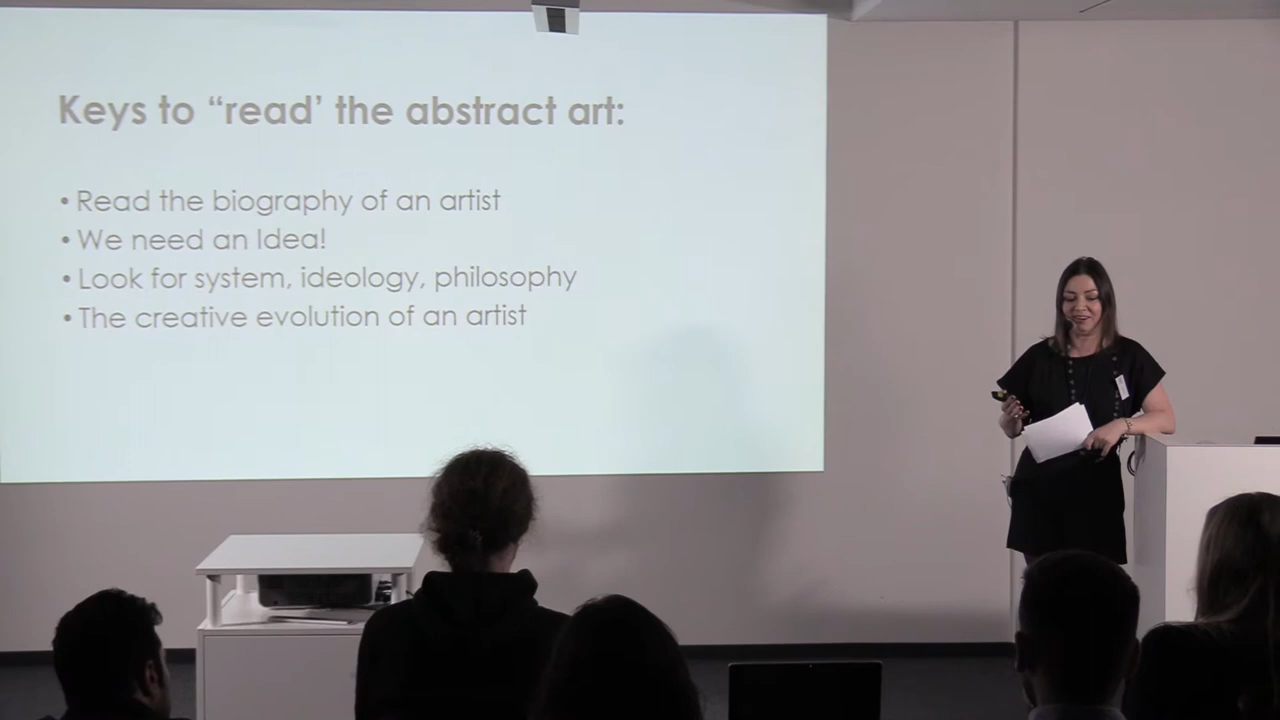 Keys to “read’ the abstract art:
• Read the biography of an artist
• We need an Idea!
• Look for system, ideology, philosophy
• The creative evolution of an artist